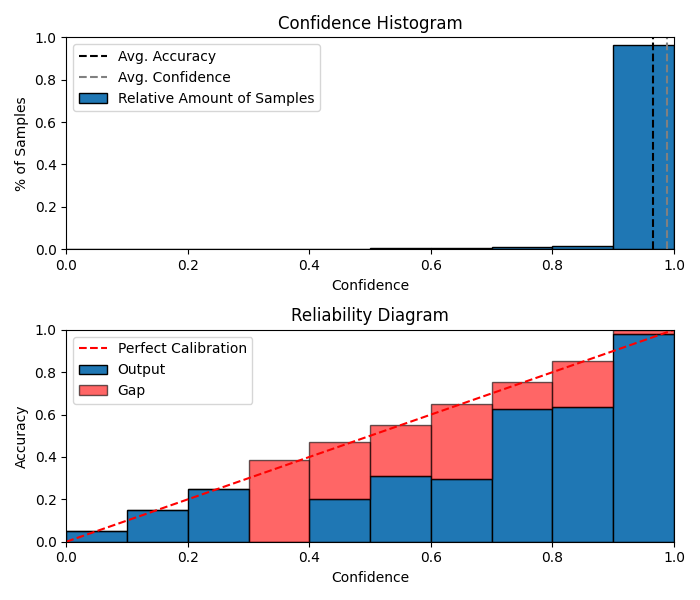 Confidence Histogram
1.0
0.8
0.6
0.4
0.2
0.0
% of Samples
Avg. Accuracy
Avg. Confidence
Relative Amount of Samples
0.0 0.2 0.4 0.6 0.8 1.0
Confidence
Reliability Diagram
1.0
0.8
0.6
0.4
0.2
0.0
Accuracy
Perfect Calibration
Output
Gap
0.0 0.2 0.4 0.6 0.8 1.0
Confidence